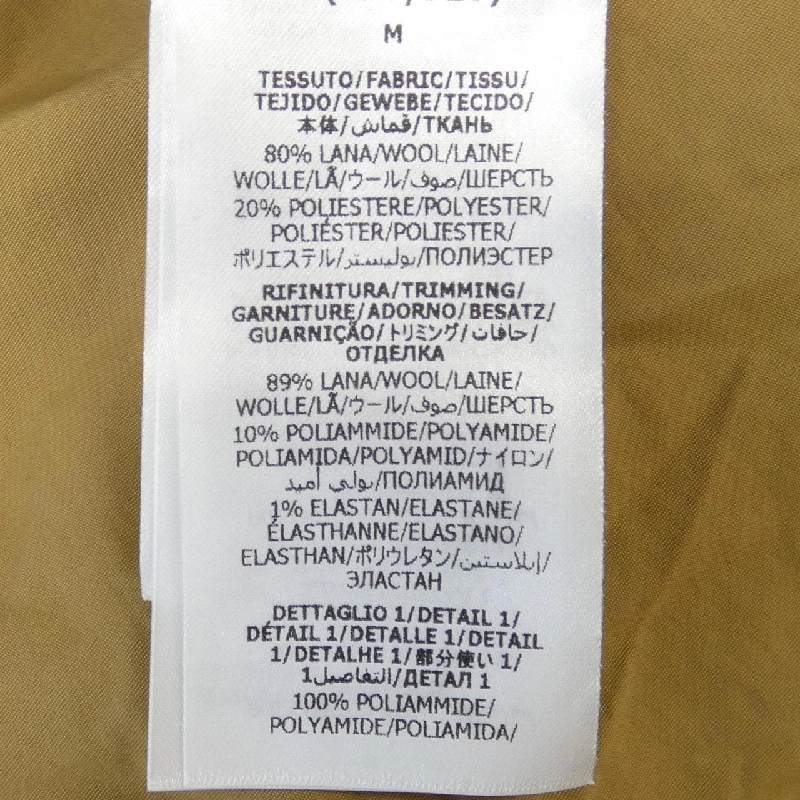 M
TESSUTO/FABRIC/TISSU/
TEJIDO/GEWEBE/TECIDO/
本体/قماش/ТКАНЬ
80% LANA/WOOL/LAINE/
WOLLE/LÃ/ウール/صوف/ШЕРСТЬ
20% POLIESTERE/POLYESTER/
POLIÉSTER/POLIESTER/
ポリエステル/بوليستر/ПОЛИЭСТЕР
RIFINITURA/TRIMMING/
GARNITURE/ADORNO/BESATZ/
GUARNIÇÃO/トリミング/حافات/
ОТДЕЛКА
89% LANA/WOOL/LAINE/
WOLLE/LÃ/ウール/صوف/ШЕРСТЬ
10% POLIAMMIDE/POLYAMIDE/
POLIAMIDA/POLYAMID/ナイロン/
بولي أميد/ПОЛИАМИД
1% ELASTAN/ELASTANE/
ÉLASTHANNE/ELASTANO/
ELASTHAN/ポリウレタン/إيلاستين/
ЭЛАСТАН
DETTAGLIO 1/DETAIL 1/
DÉTAIL 1/DETALLE 1/DETAIL
1/DETALHE 1/部分使い 1/
التفاصيل1/ДЕТАЛ 1
100% POLIAMMIDE/
POLYAMIDE/POLIAMIDA/